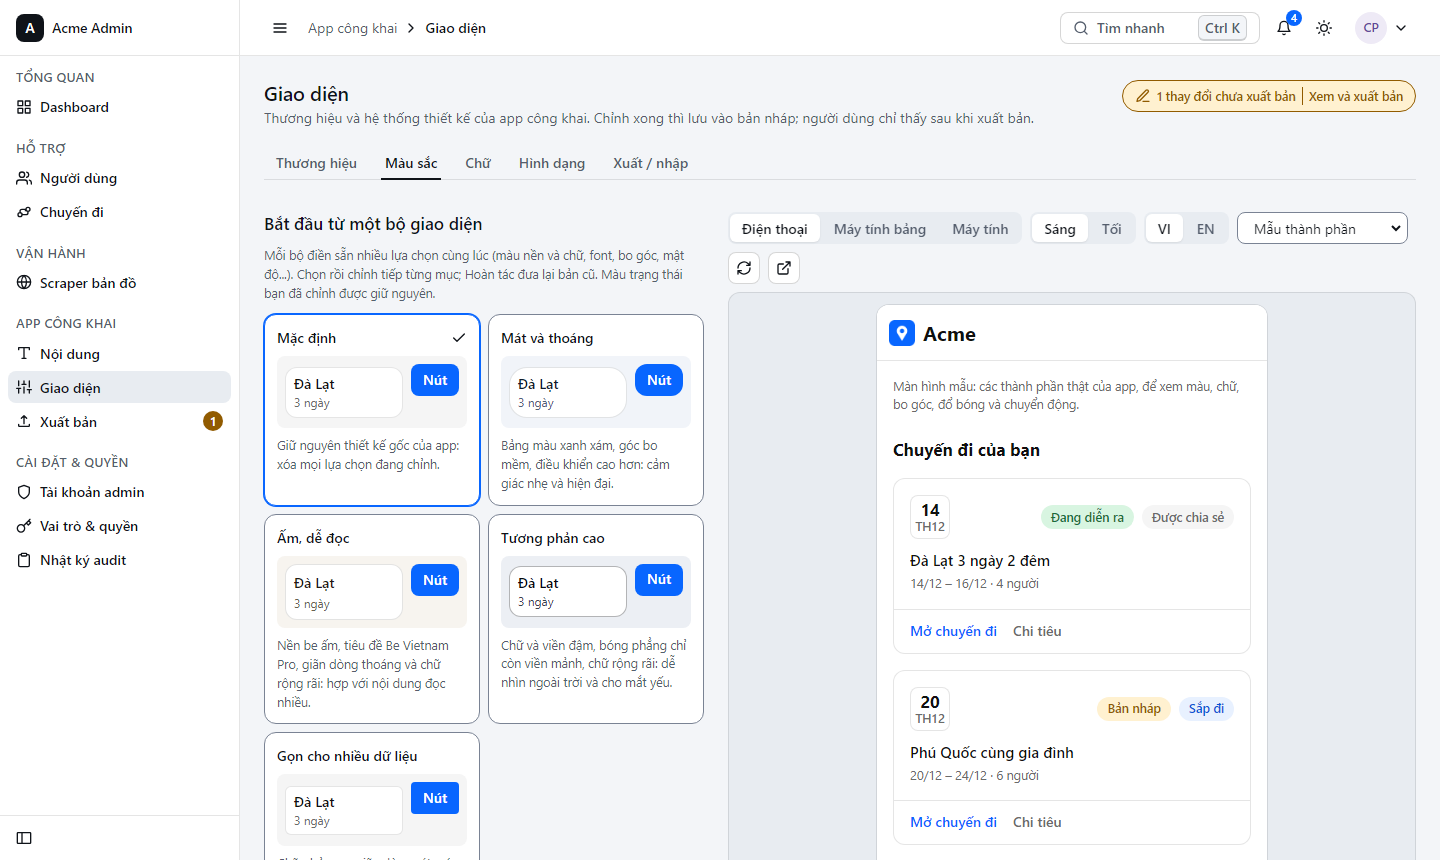 A Acme Admin
App công khai > Giao diện
Tìm nhanh Ctrl K
4
CP
TỔNG QUAN
Dashboard
HỖ TRỢ
Người dùng
Chuyến đi
VẬN HÀNH
Scraper bản đồ
APP CÔNG KHAI
Nội dung
Giao diện
Xuất bản 1
CÀI ĐẶT & QUYỀN
Tài khoản admin
Vai trò & quyền
Nhật ký audit
Giao diện
Thương hiệu và hệ thống thiết kế của app công khai. Chỉnh xong thì lưu vào bản nháp; người dùng chỉ thấy sau khi xuất bản.
1 thay đổi chưa xuất bản | Xem và xuất bản
Thương hiệu Màu sắc Chữ Hình dạng Xuất / nhập
Bắt đầu từ một bộ giao diện
Mỗi bộ điền sẵn nhiều lựa chọn cùng lúc (màu nền và chữ, font, bo góc, mật
độ...). Chọn rồi chỉnh tiếp từng mục; Hoàn tác đưa lại bản cũ. Màu trạng thái
bạn đã chỉnh được giữ nguyên.
Mặc định
Đà Lạt
3 ngày
Nút
Giữ nguyên thiết kế gốc của app:
xóa mọi lựa chọn đang chỉnh.
Mát và thoáng
Đà Lạt
3 ngày
Nút
Bảng màu xanh xám, góc bo
mềm, điều khiển cao hơn: cảm
giác nhẹ và hiện đại.
Ấm, dễ đọc
Đà Lạt
3 ngày
Nút
Nền be ấm, tiêu đề Be Vietnam
Pro, giãn dòng thoáng và chữ
rộng rãi: hợp với nội dung đọc
nhiều.
Tương phản cao
Đà Lạt
3 ngày
Nút
Chữ và viền đậm, bóng phẳng chỉ
còn viền mảnh, chữ rộng rãi: dễ
nhìn ngoài trời và cho mắt yếu.
Gọn cho nhiều dữ liệu
Đà Lạt
3 ngày
Nút
Điện thoại Máy tính bảng Máy tính
Sáng Tối
VI EN
Mẫu thành phần
Acme
Màn hình mẫu: các thành phần thật của app, để xem màu, chữ,
bo góc, đổ bóng và chuyển động.
Chuyến đi của bạn
14
TH12
Đang diễn ra Được chia sẻ
Đà Lạt 3 ngày 2 đêm
14/12 – 16/12 · 4 người
Mở chuyến đi Chi tiêu
20
TH12
Bản nháp Sắp đi
Phú Quốc cùng gia đình
20/12 – 24/12 · 6 người
Mở chuyến đi Chi tiêu